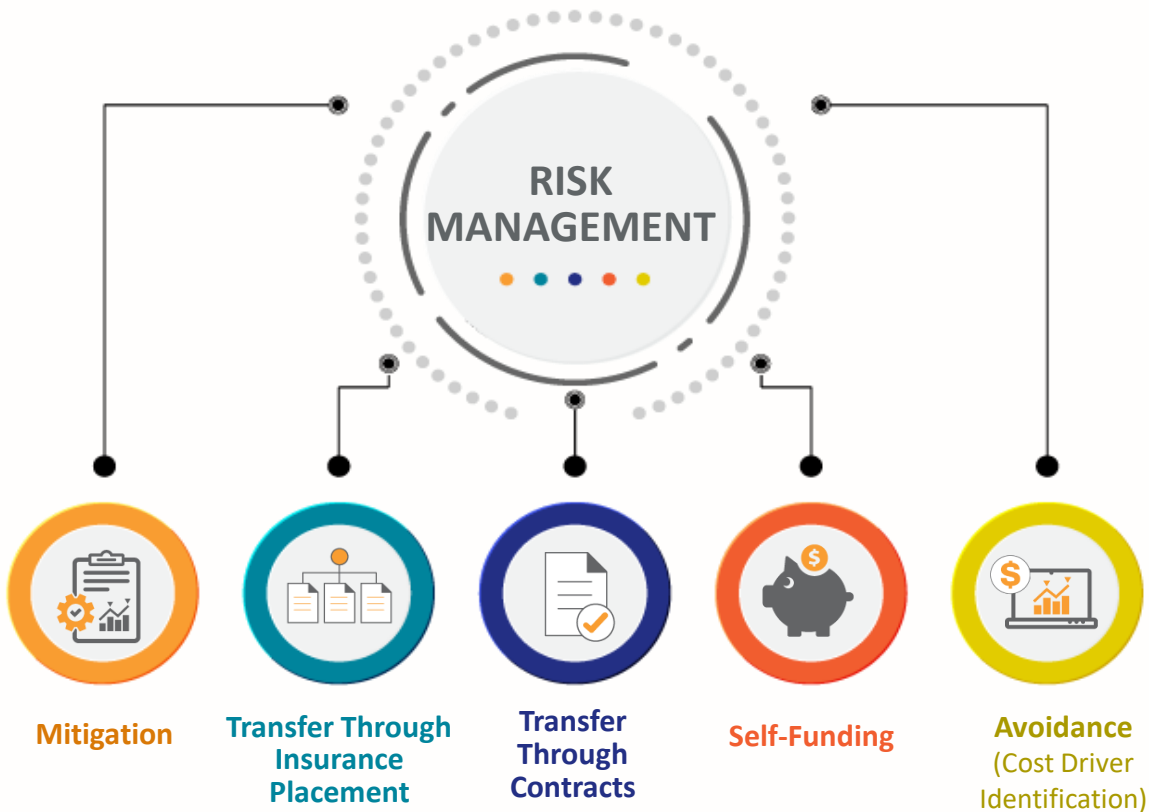 RISK
MANAGEMENT
$
$
Mitigation
Transfer Through
Insurance
Placement
Transfer
Through
Contracts
Self-Funding
Avoidance
(Cost Driver
Identification)